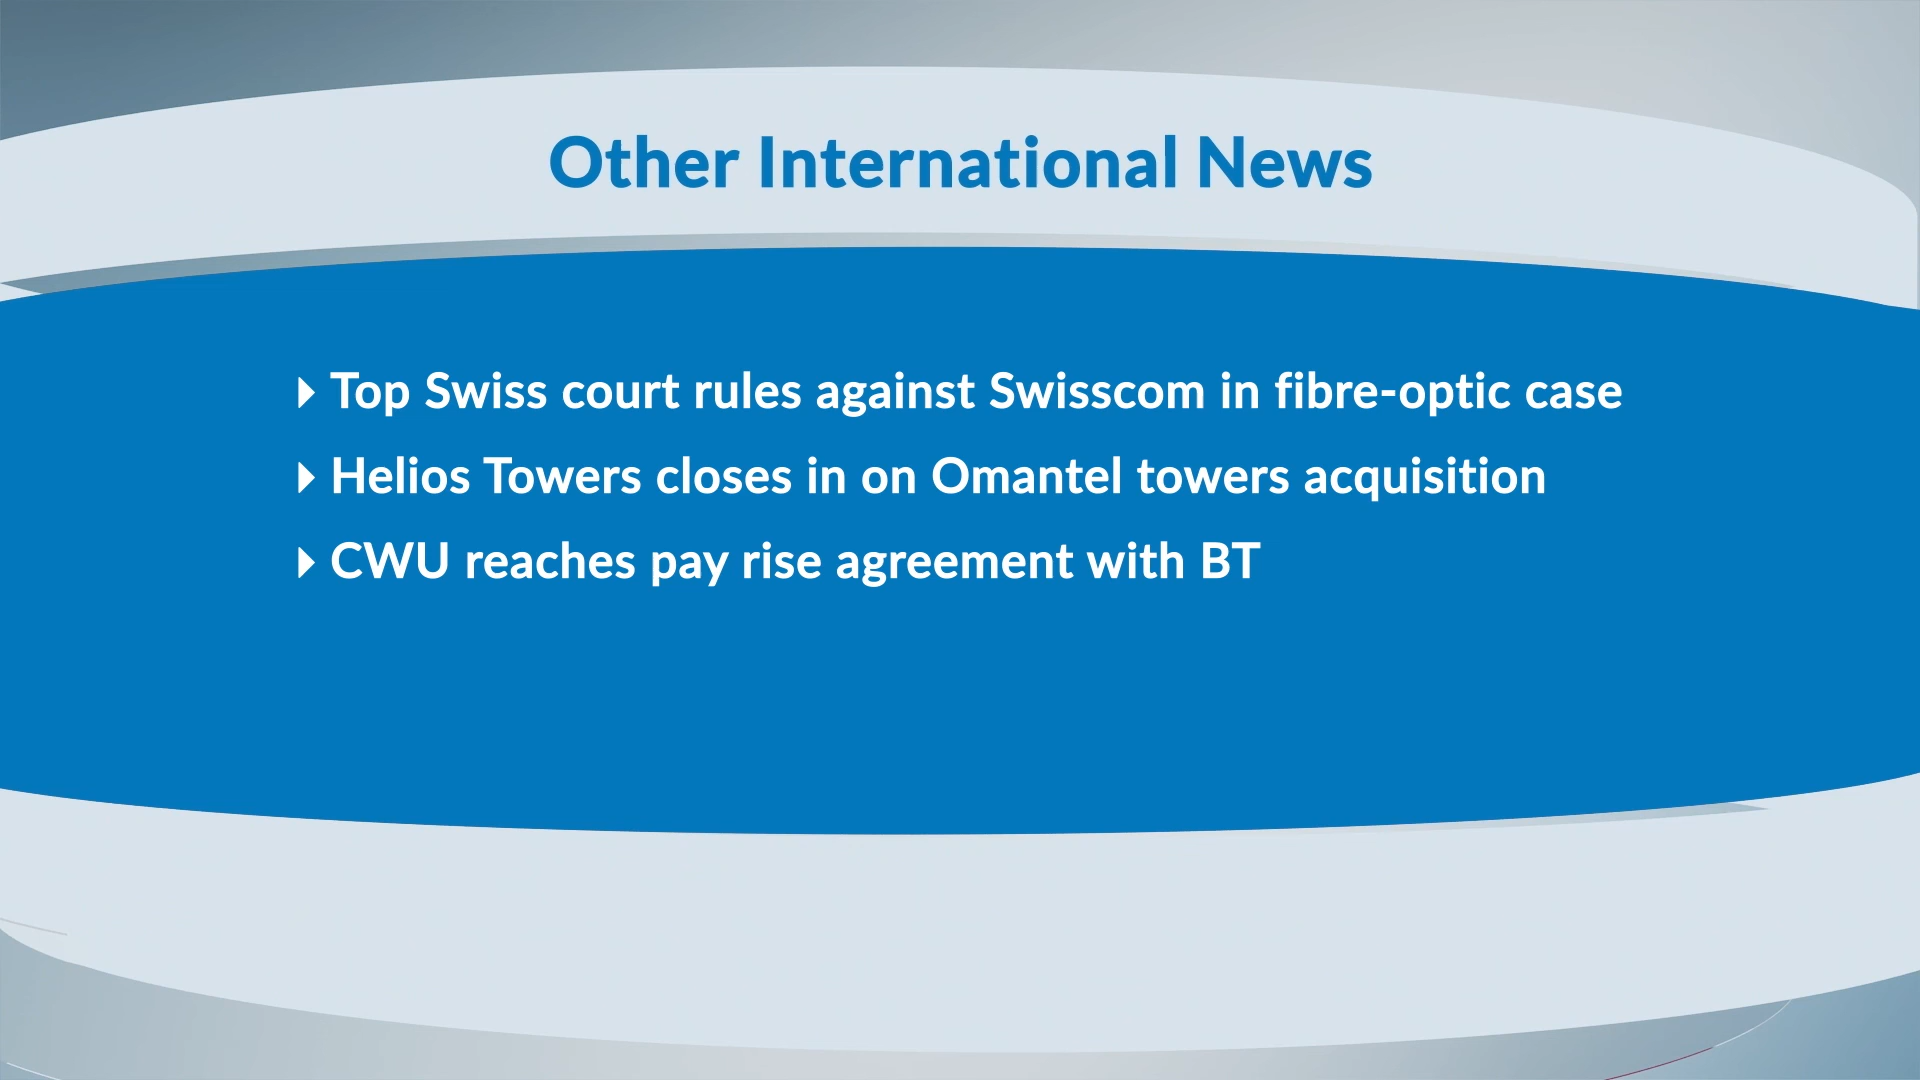 Other International News
Top Swiss court rules against Swisscom in fibre-optic case
Helios Towers closes in on Omantel towers acquisition
CWU reaches pay rise agreement with BT